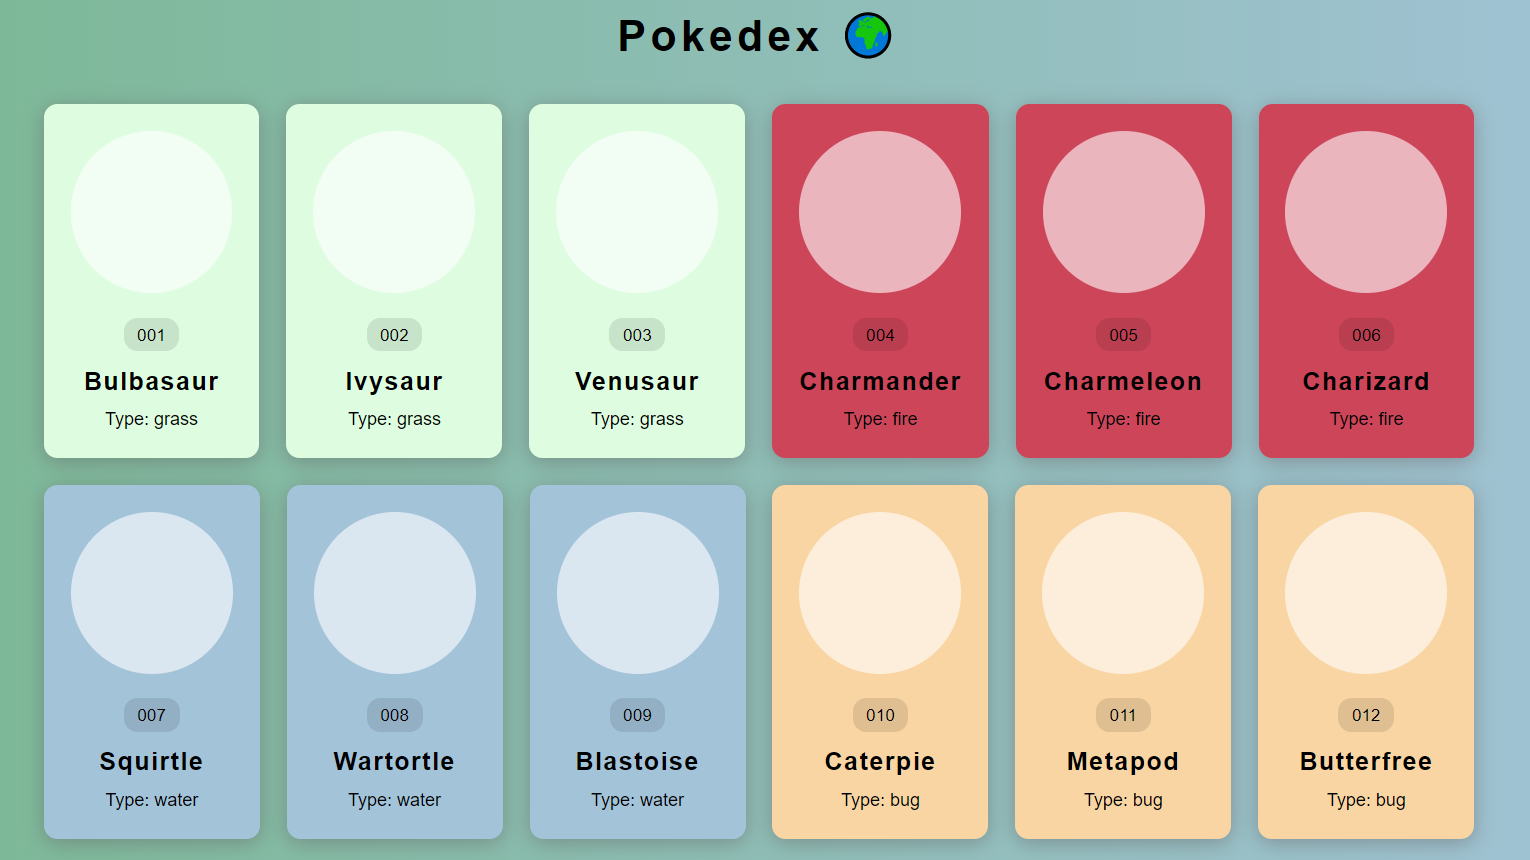 Pokedex
001
Bulbasaur
Type: grass
002
Ivysaur
Type: grass
003
Venusaur
Type: grass
004
Charmander
Type: fire
005
Charmeleon
Type: fire
006
Charizard
Type: fire
007
Squirtle
Type: water
008
Wartortle
Type: water
009
Blastoise
Type: water
010
Caterpie
Type: bug
011
Metapod
Type: bug
012
Butterfree
Type: bug